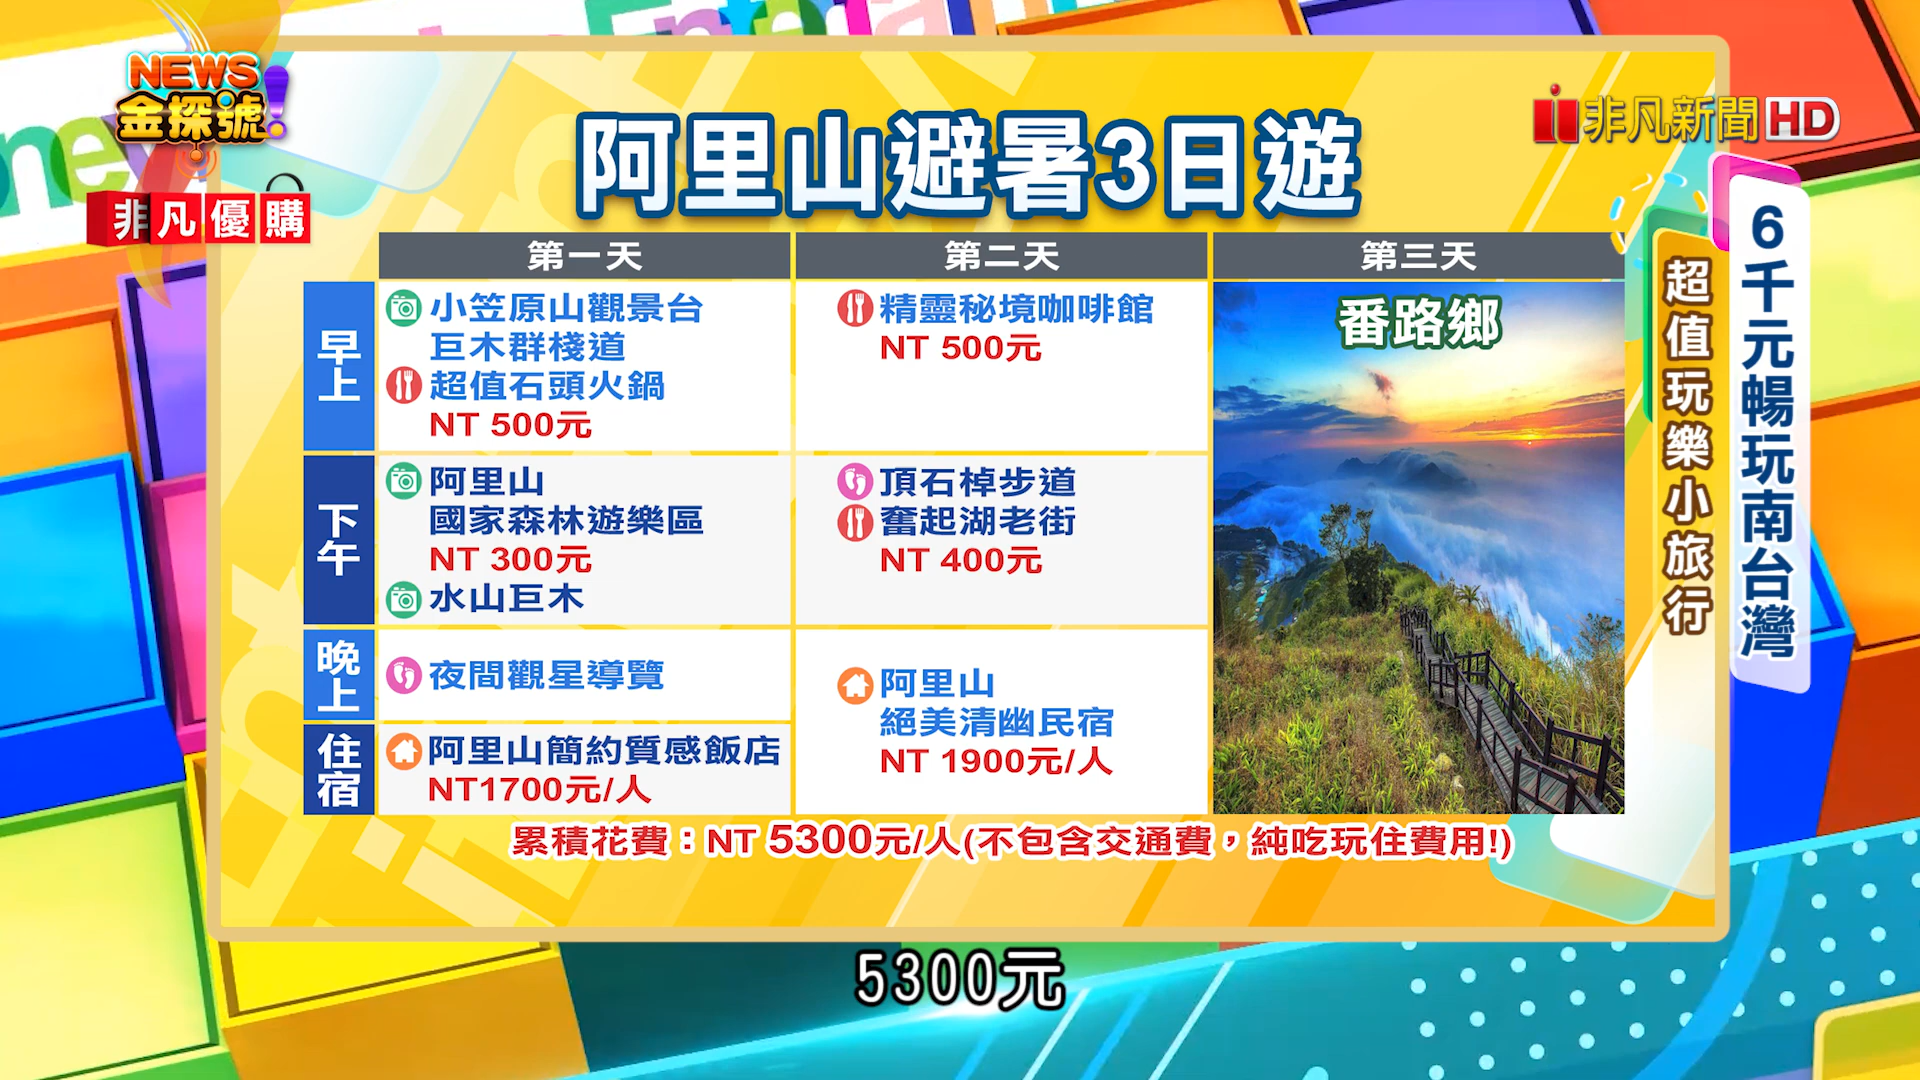 NEWS
金探號!
非凡優購
非凡新聞HD
阿里山避暑3日遊
6千元暢玩南台灣
超值玩樂小旅行
第一天
第二天
第三天
早上
小笠原山觀景台
巨木群棧道
超值石頭火鍋
NT 500元
精靈秘境咖啡館
NT 500元
番路鄉
下午
阿里山
國家森林遊樂區
NT 300元
水山巨木
頂石棹步道
奮起湖老街
NT 400元
晚上
夜間觀星導覽
阿里山
絕美清幽民宿
NT 1900元/人
住宿
阿里山簡約質感飯店
NT1700元/人
累積花費：NT 5300元/人(不包含交通費，純吃玩住費用!)
5300元